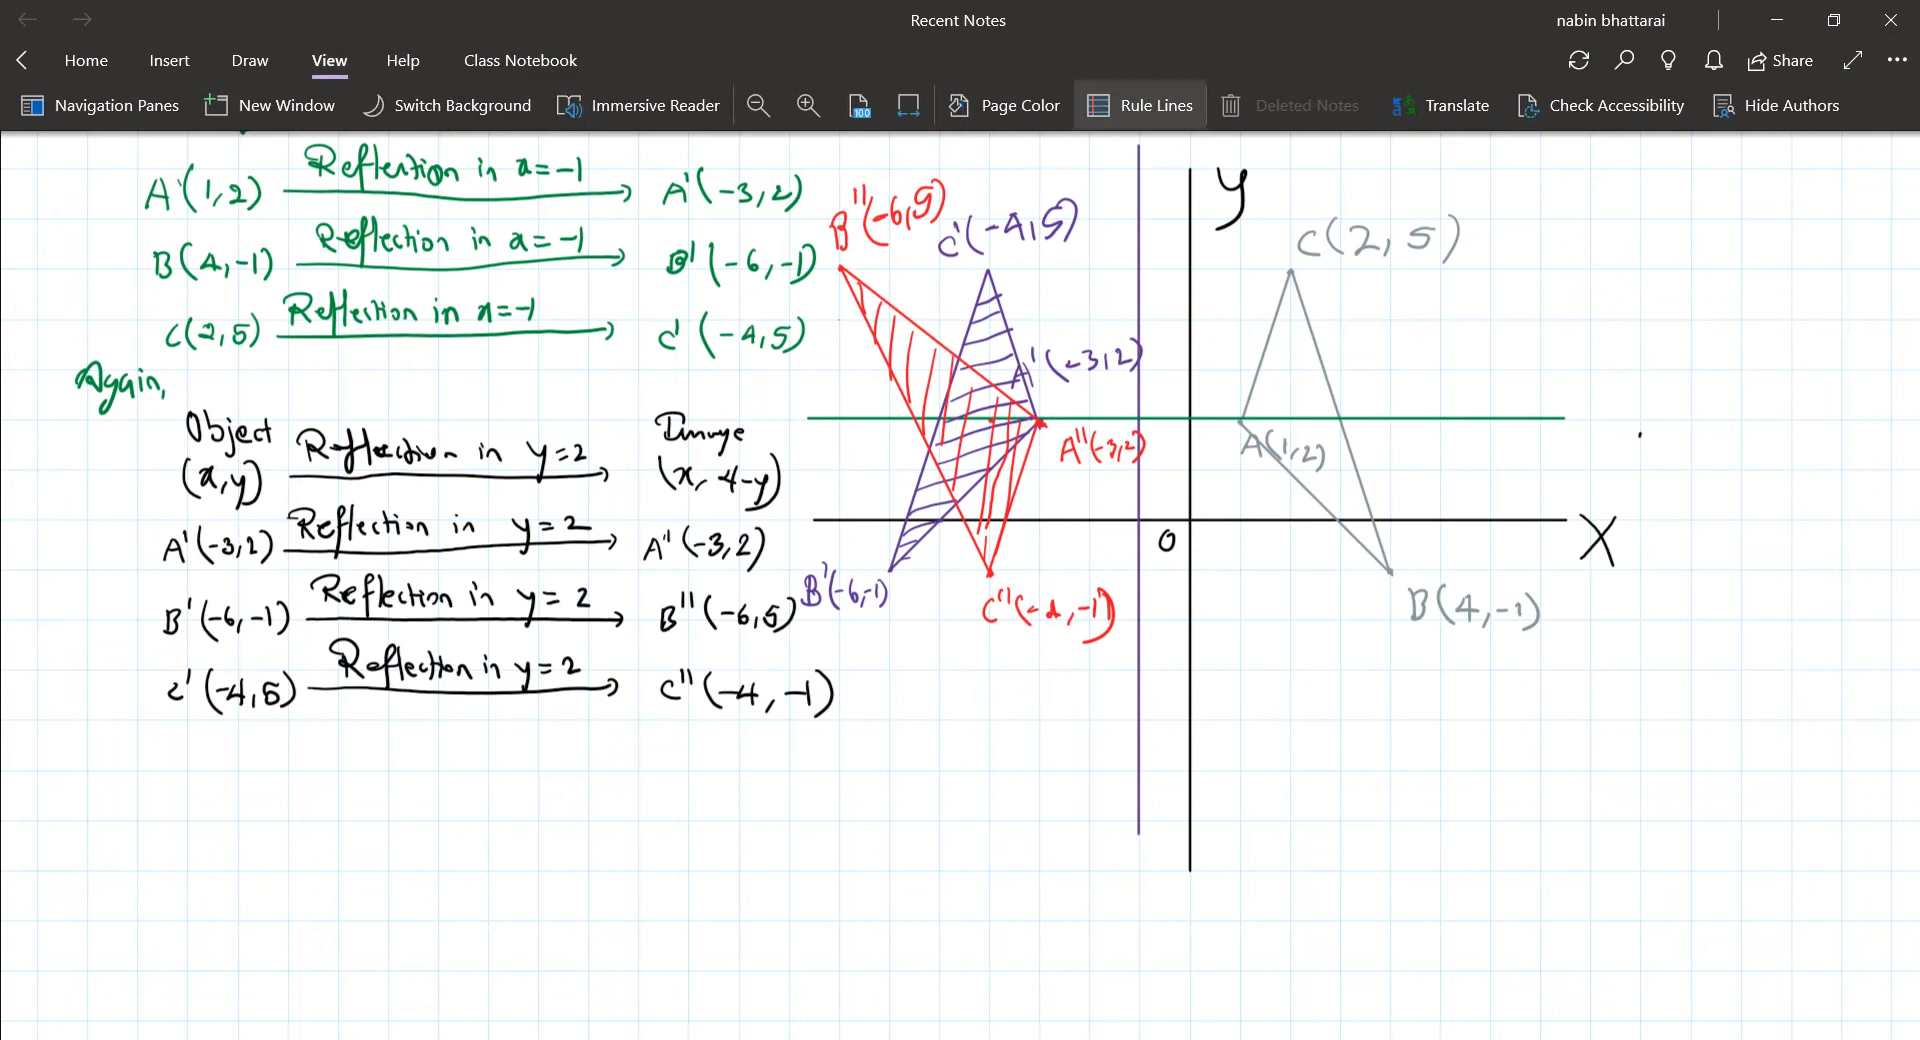 Recent Notes
nabin bhattarai
Home Insert Draw View Help Class Notebook
Share
Navigation Panes New Window Switch Background Immersive Reader 100 Page Color Rule Lines Deleted Notes Translate Check Accessibility Hide Authors
A(1,2) Reflection in x=-1 A'(-3,2)
B(4,-1) Reflection in x=-1 B'(-6,-1)
C(2,5) Reflection in x=-1 C'(-4,5)
Again,
Object Reflection in y=2 Image
(x,y) (x, 4-y)
A'(-3,2) Reflection in y=2 A''(-3,2)
B'(-6,-1) Reflection in y=2 B''(-6,5)
C'(-4,5) Reflection in y=2 C''(-4,-1)
y
B''(-6,5)
C'(-4,5)
C(2,5)
A'(-3,2)
A''(-3,2)
A(1,2)
O
X
B'(-6,-1)
C''(-4,-1)
B(4,-1)